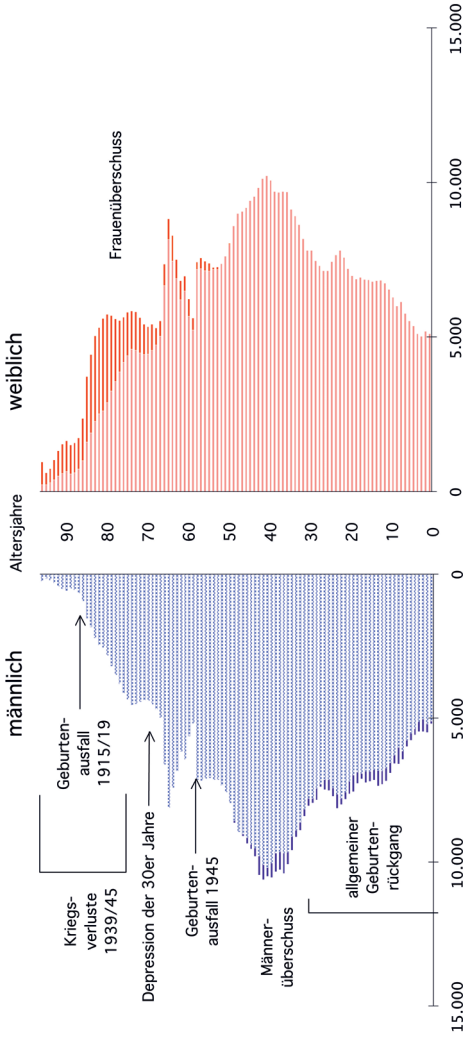 männlich
Altersjahre
weiblich
Kriegs-
verluste
1939/45
Geburten-
ausfall
1915/19
Frauenüberschuss
Depression der 30er Jahre
Geburten-
ausfall 1945
Männer-
überschuss
allgemeiner
Geburten-
rückgang
90
80
70
60
50
40
30
20
10
0
15.000
10.000
5.000
0
0
5.000
10.000
15.000